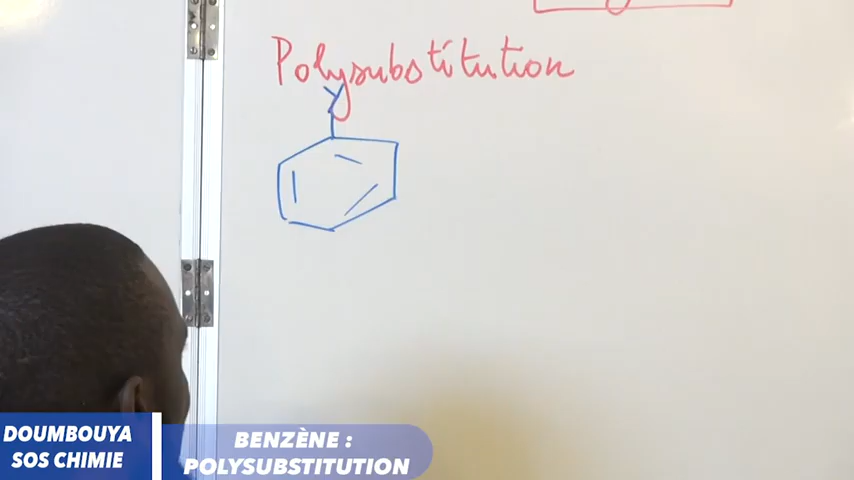 Polysubstitution
Y
DOUMBOUYA
SOS CHIMIE
BENZÈNE :
POLYSUBSTITUTION